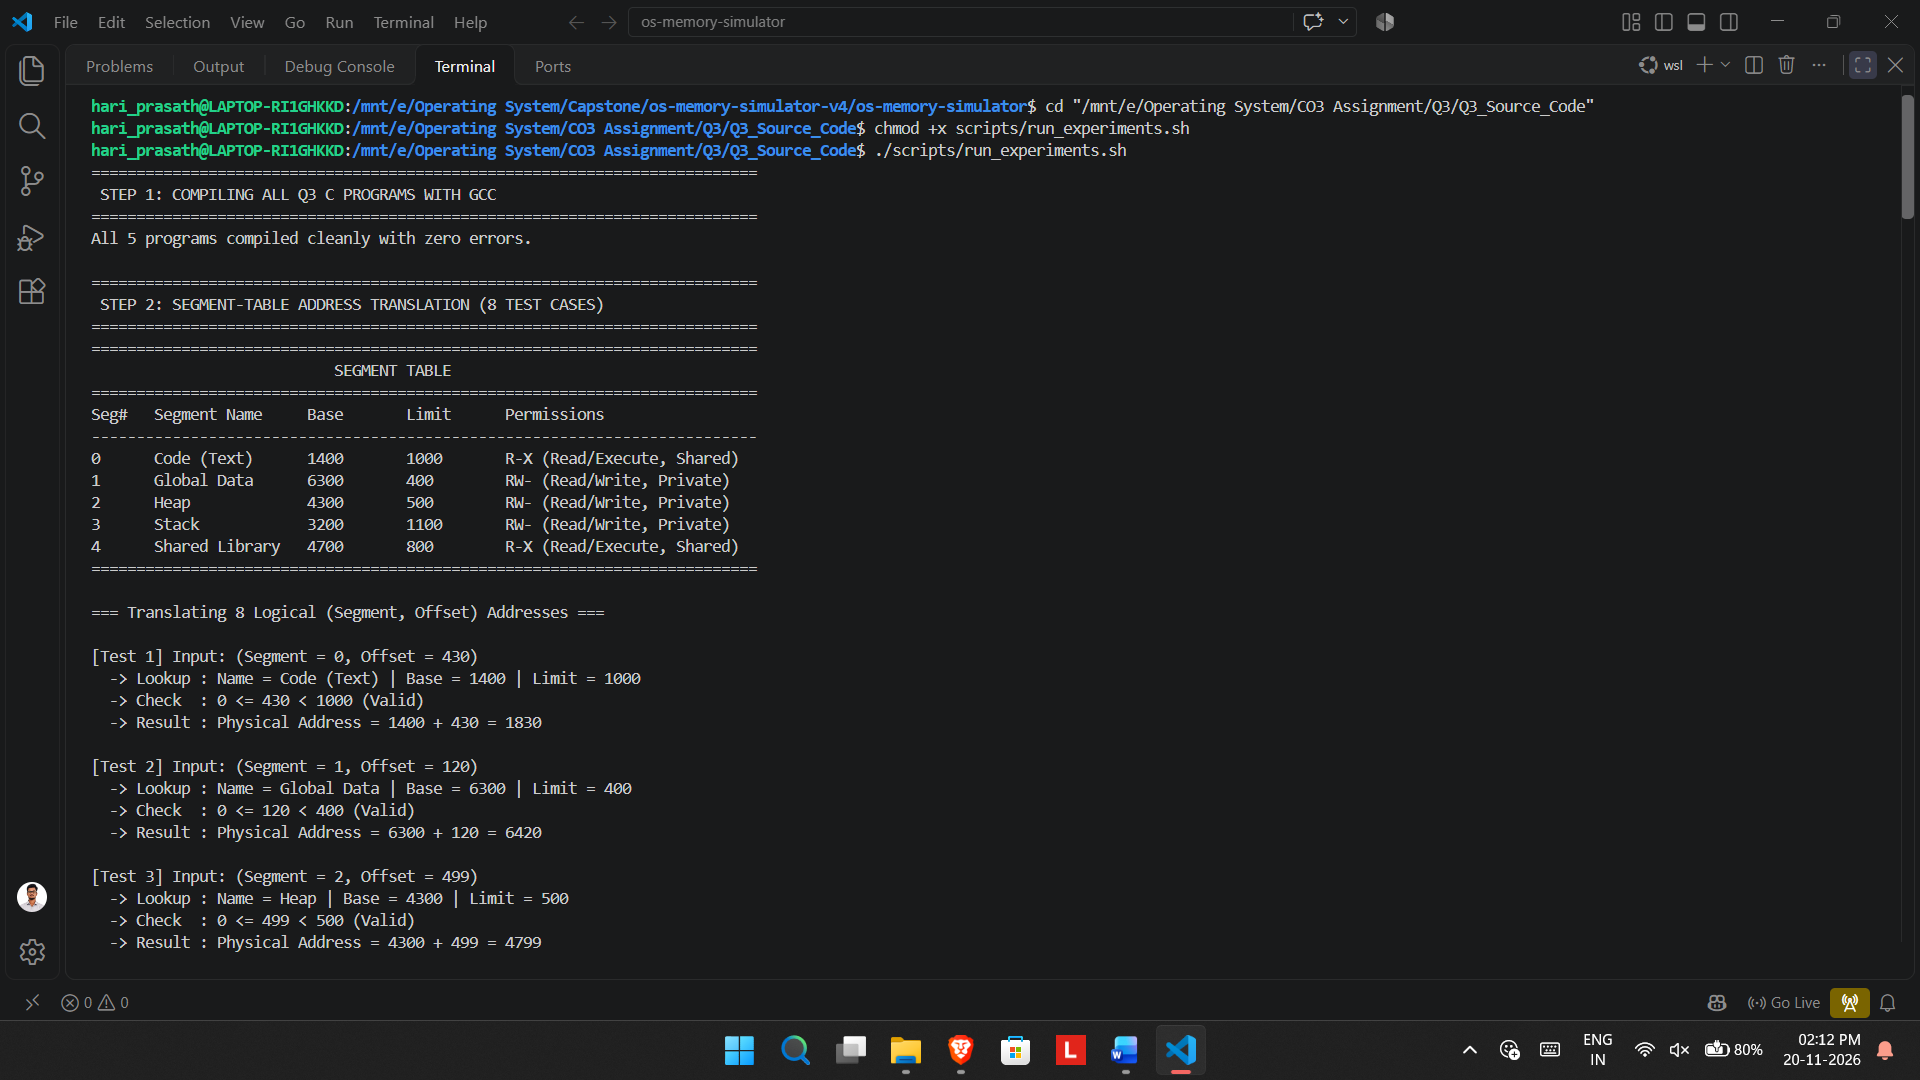 File Edit Selection View Go Run Terminal Help
os-memory-simulator
Problems Output Debug Console Terminal Ports
wsl
hari_prasath@LAPTOP-RI1GHKKD:/mnt/e/Operating System/Capstone/os-memory-simulator-v4/os-memory-simulator$ cd "/mnt/e/Operating System/CO3 Assignment/Q3/Q3_Source_Code"
hari_prasath@LAPTOP-RI1GHKKD:/mnt/e/Operating System/CO3 Assignment/Q3/Q3_Source_Code$ chmod +x scripts/run_experiments.sh
hari_prasath@LAPTOP-RI1GHKKD:/mnt/e/Operating System/CO3 Assignment/Q3/Q3_Source_Code$ ./scripts/run_experiments.sh
==========================================================================
STEP 1: COMPILING ALL Q3 C PROGRAMS WITH GCC
==========================================================================
All 5 programs compiled cleanly with zero errors.
==========================================================================
STEP 2: SEGMENT-TABLE ADDRESS TRANSLATION (8 TEST CASES)
==========================================================================
==========================================================================
SEGMENT TABLE
==========================================================================
Seg# Segment Name Base Limit Permissions
--------------------------------------------------------------------------
0 Code (Text) 1400 1000 R-X (Read/Execute, Shared)
1 Global Data 6300 400 RW- (Read/Write, Private)
2 Heap 4300 500 RW- (Read/Write, Private)
3 Stack 3200 1100 RW- (Read/Write, Private)
4 Shared Library 4700 800 R-X (Read/Execute, Shared)
==========================================================================
=== Translating 8 Logical (Segment, Offset) Addresses ===
[Test 1] Input: (Segment = 0, Offset = 430)
-> Lookup : Name = Code (Text) | Base = 1400 | Limit = 1000
-> Check : 0 <= 430 < 1000 (Valid)
-> Result : Physical Address = 1400 + 430 = 1830
[Test 2] Input: (Segment = 1, Offset = 120)
-> Lookup : Name = Global Data | Base = 6300 | Limit = 400
-> Check : 0 <= 120 < 400 (Valid)
-> Result : Physical Address = 6300 + 120 = 6420
[Test 3] Input: (Segment = 2, Offset = 499)
-> Lookup : Name = Heap | Base = 4300 | Limit = 500
-> Check : 0 <= 499 < 500 (Valid)
-> Result : Physical Address = 4300 + 499 = 4799
0 0
Go Live
L
W
ENG
IN
80%
02:12 PM
20-11-2026